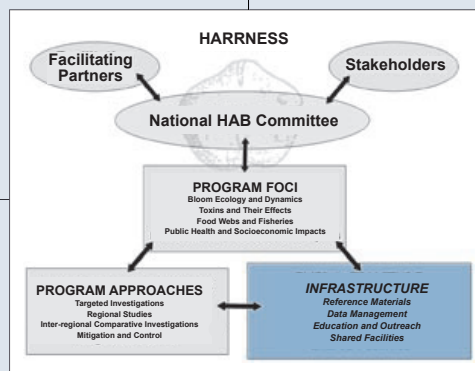 HARRNESS
Facilitating
Partners
Stakeholders
National HAB Committee
PROGRAM FOCI
Bloom Ecology and Dynamics
Toxins and Their Effects
Food Webs and Fisheries
Public Health and Socioeconomic Impacts
PROGRAM APPROACHES
Targeted Investigations
Regional Studies
Inter-regional Comparative Investigations
Mitigation and Control
INFRASTRUCTURE
Reference Materials
Data Management
Education and Outreach
Shared Facilities